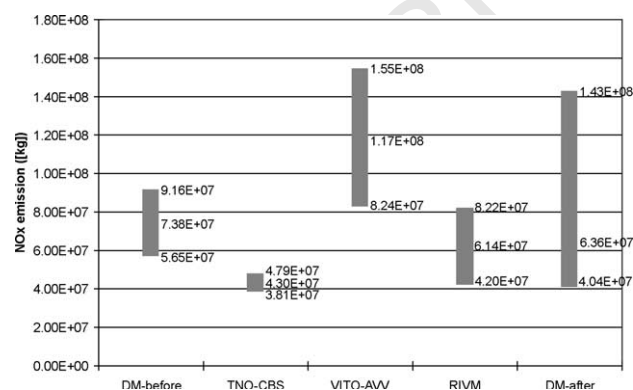 1.80E+08
1.60E+08
1.55E+08
1.40E+08
1.43E+08
1.20E+08
1.17E+08
1.00E+08
9.16E+07
8.24E+07
8.22E+07
8.00E+07
7.38E+07
6.14E+07
6.36E+07
6.00E+07
5.65E+07
4.79E+07
4.30E+07
4.20E+07
4.04E+07
4.00E+07
3.81E+07
2.00E+07
0.00E+00
NOx emission ([kg])
DM-before TNO-CBS VITO-AVV RIVM DM-after